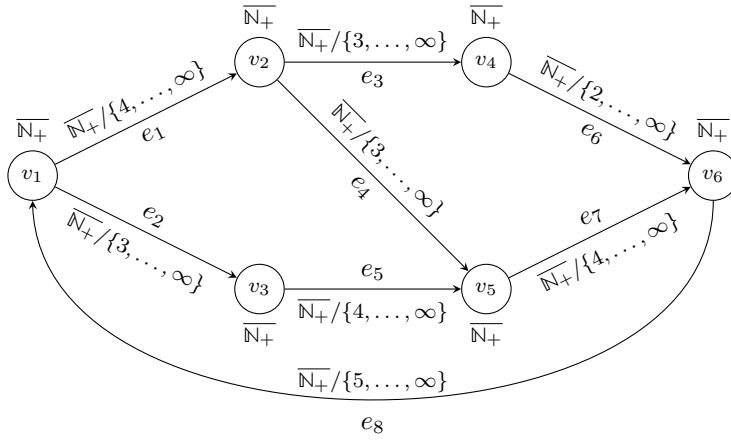 $\overline{\mathbb{N}_+}$
$\overline{\mathbb{N}_+}$
$v_2$
$\overline{\mathbb{N}_+}/\{3,\ldots,\infty\}$
$e_3$
$v_4$
$\overline{\mathbb{N}_+}/\{4,\ldots,\infty\}$
$e_1$
$\overline{\mathbb{N}_+}/\{3,\ldots,\infty\}$
$e_4$
$\overline{\mathbb{N}_+}/\{2,\ldots,\infty\}$
$e_6$
$\overline{\mathbb{N}_+}$
$v_1$
$\overline{\mathbb{N}_+}$
$v_6$
$e_2$
$\overline{\mathbb{N}_+}/\{3,\ldots,\infty\}$
$e_7$
$\overline{\mathbb{N}_+}/\{4,\ldots,\infty\}$
$v_3$
$e_5$
$\overline{\mathbb{N}_+}/\{4,\ldots,\infty\}$
$v_5$
$\overline{\mathbb{N}_+}$
$\overline{\mathbb{N}_+}$
$\overline{\mathbb{N}_+}/\{5,\ldots,\infty\}$
$e_8$